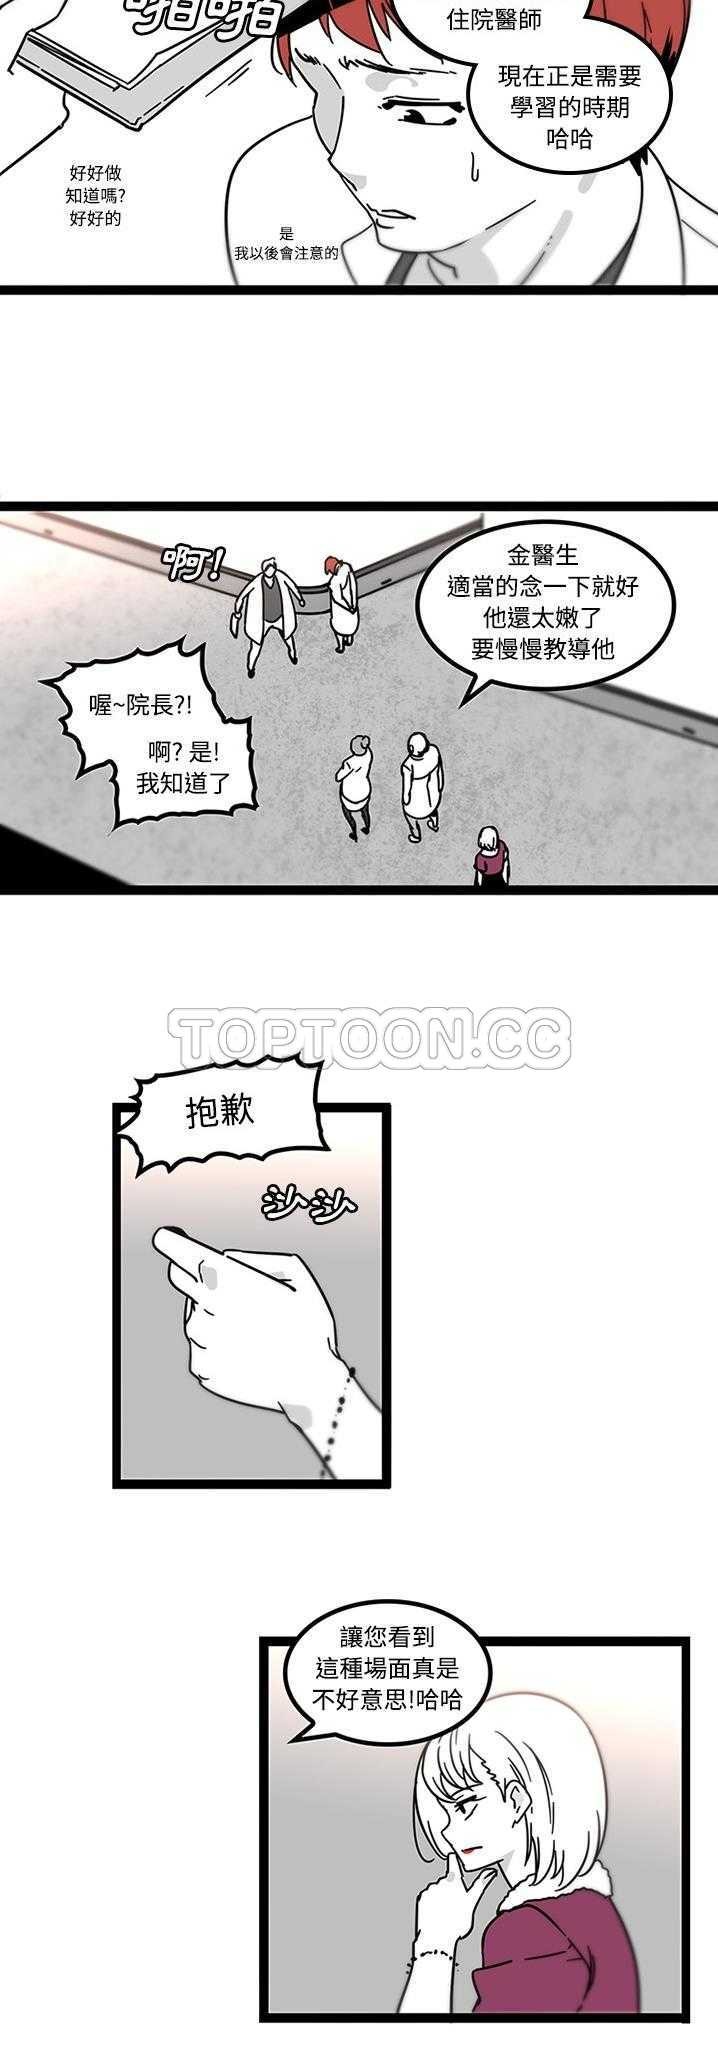 啪啪
住院醫師
現在正是需要
學習的時期
哈哈
好好做
知道嗎?
好好的
是
我以後會注意的
啊!
金醫生
適當的念一下就好
他還太嫩了
要慢慢教導他
喔~院長?!
啊? 是!
我知道了
TOPTOON.CC
抱歉
沙沙
讓您看到
這種場面真是
不好意思!哈哈